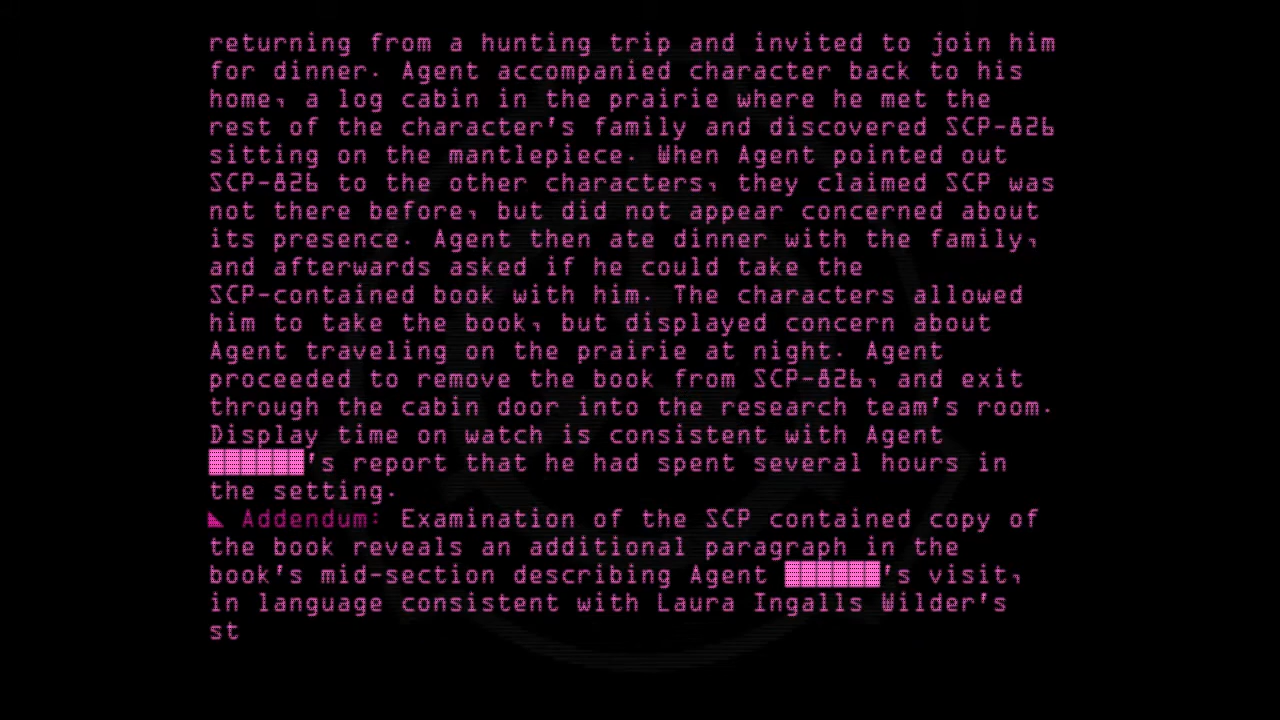 returning from a hunting trip and invited to join him
for dinner. Agent accompanied character back to his
home, a log cabin in the prairie where he met the
rest of the character's family and discovered SCP-826
sitting on the mantlepiece. When Agent pointed out
SCP-826 to the other characters, they claimed SCP was
not there before, but did not appear concerned about
its presence. Agent then ate dinner with the family,
and afterwards asked if he could take the
SCP-contained book with him. The characters allowed
him to take the book, but displayed concern about
Agent traveling on the prairie at night. Agent
proceeded to remove the book from SCP-826, and exit
through the cabin door into the research team's room.
Display time on watch is consistent with Agent
██████'s report that he had spent several hours in
the setting.
◣ Addendum: Examination of the SCP contained copy of
the book reveals an additional paragraph in the
book's mid-section describing Agent ██████'s visit,
in language consistent with Laura Ingalls Wilder's
st